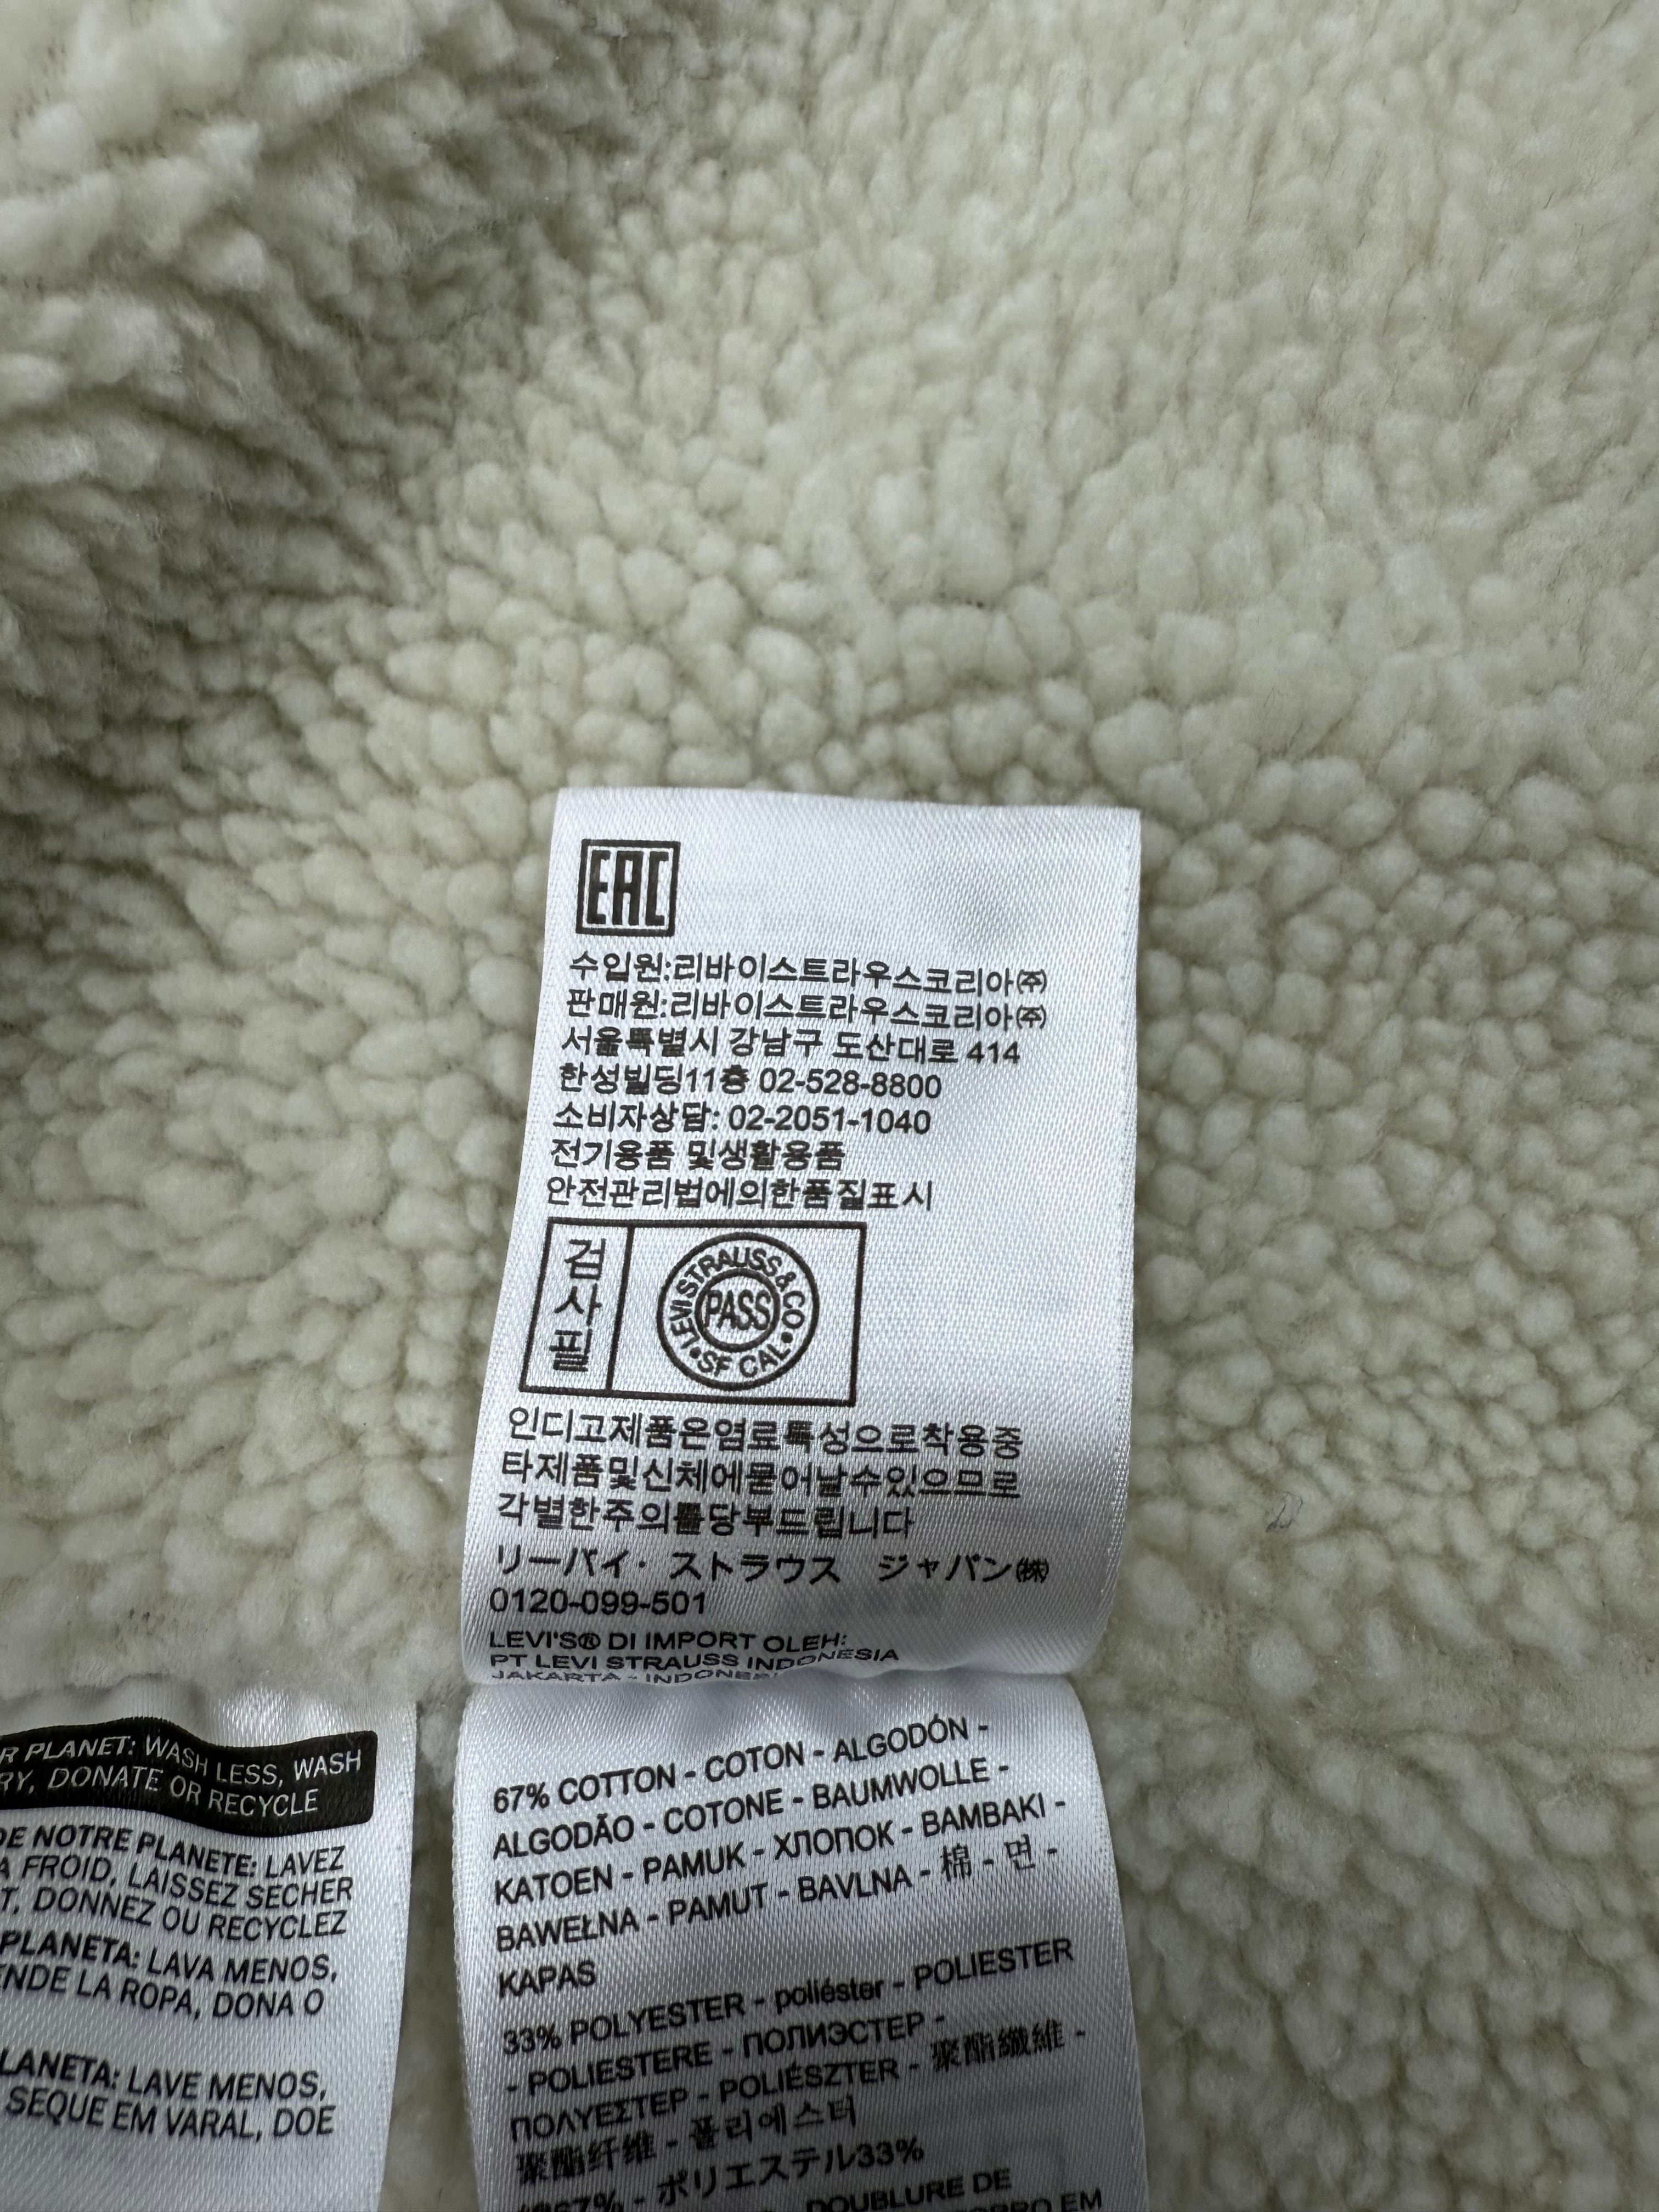 EAC
수입원:리바이스트라우스코리아㈜
판매원:리바이스트라우스코리아㈜
서울특별시 강남구 도산대로 414
한성빌딩11층 02-528-8800
소비자상담: 02-2051-1040
전기용품 및생활용품
안전관리법에의한품질표시
검사필
LEVI STRAUSS & CO • SF CAL •
PASS
인디고제품은염료특성으로착용중
타제품및신체에묻어날수있으므로
각별한주의를당부드립니다
リーバイ・ストラウス ジャパン㈱
0120-099-501
LEVI'S® DI IMPORT OLEH:
PT LEVI STRAUSS INDONESIA
JAKARTA -
R PLANET: WASH LESS, WASH
RY, DONATE OR RECYCLE
DE NOTRE PLANETE: LAVEZ
A FROID, LAISSEZ SECHER
T, DONNEZ OU RECYCLEZ
PLANETA: LAVA MENOS,
ENDE LA ROPA, DONA O
LANETA: LAVE MENOS,
SEQUE EM VARAL, DOE
67% COTTON - COTON - ALGODÓN -
ALGODÃO - COTONE - BAUMWOLLE -
KATOEN - PAMUK - ХЛОПОК - BAMBAKI -
BAWEŁNA - PAMUT - BAVLNA - 棉 - 면 -
KAPAS
33% POLYESTER - poliéster - POLIESTER
- POLIESTERE - ПОЛИЭСТЕР -
ΠΟΛΥΕΣΤΕΡ - POLIÉSZTER - 聚酯纖維 -
聚酯纤维 - 폴리에스터
67% - ポリエステル33%
DOUBLURE DE
EM